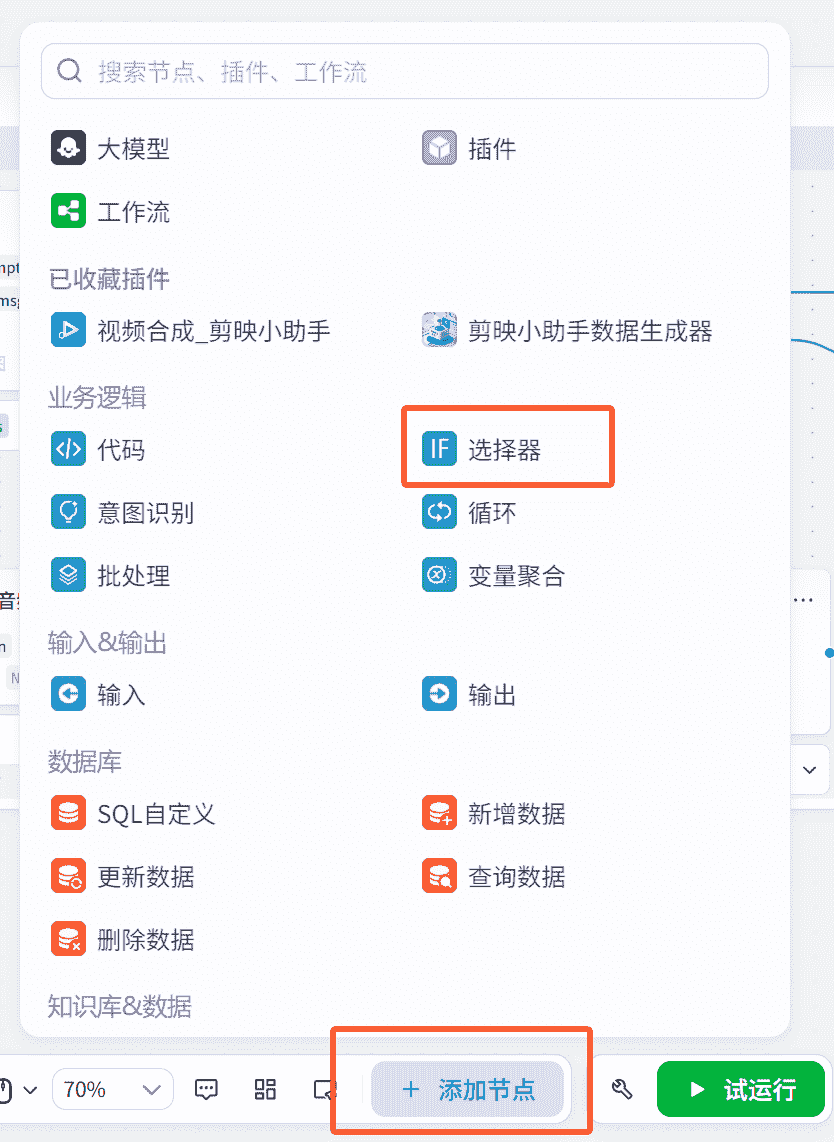 搜索节点、插件、工作流
大模型
插件
工作流
已收藏插件
视频合成_剪映小助手
剪映小助手数据生成器
业务逻辑
代码
IF 选择器
意图识别
循环
批处理
变量聚合
输入&输出
输入
输出
数据库
SQL自定义
新增数据
更新数据
查询数据
删除数据
知识库&数据
70%
+ 添加节点
试运行